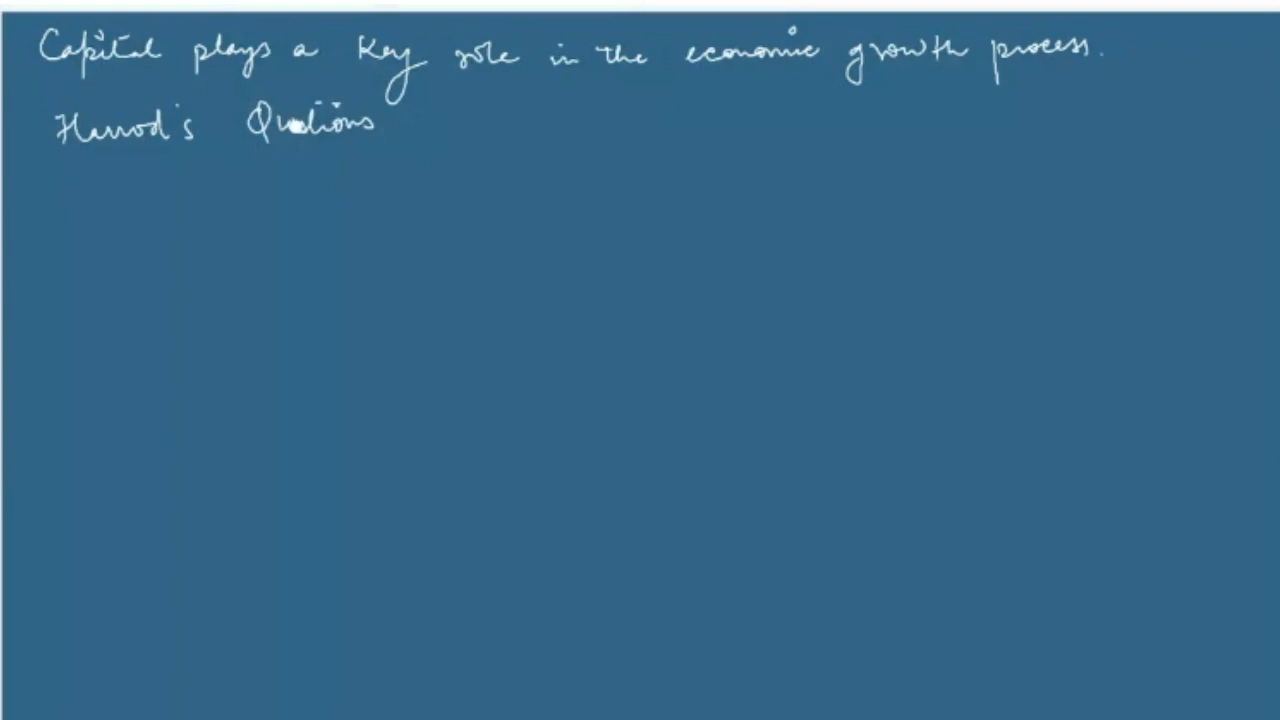 Capital plays a key role in the economic growth process.
Harrod's Questions